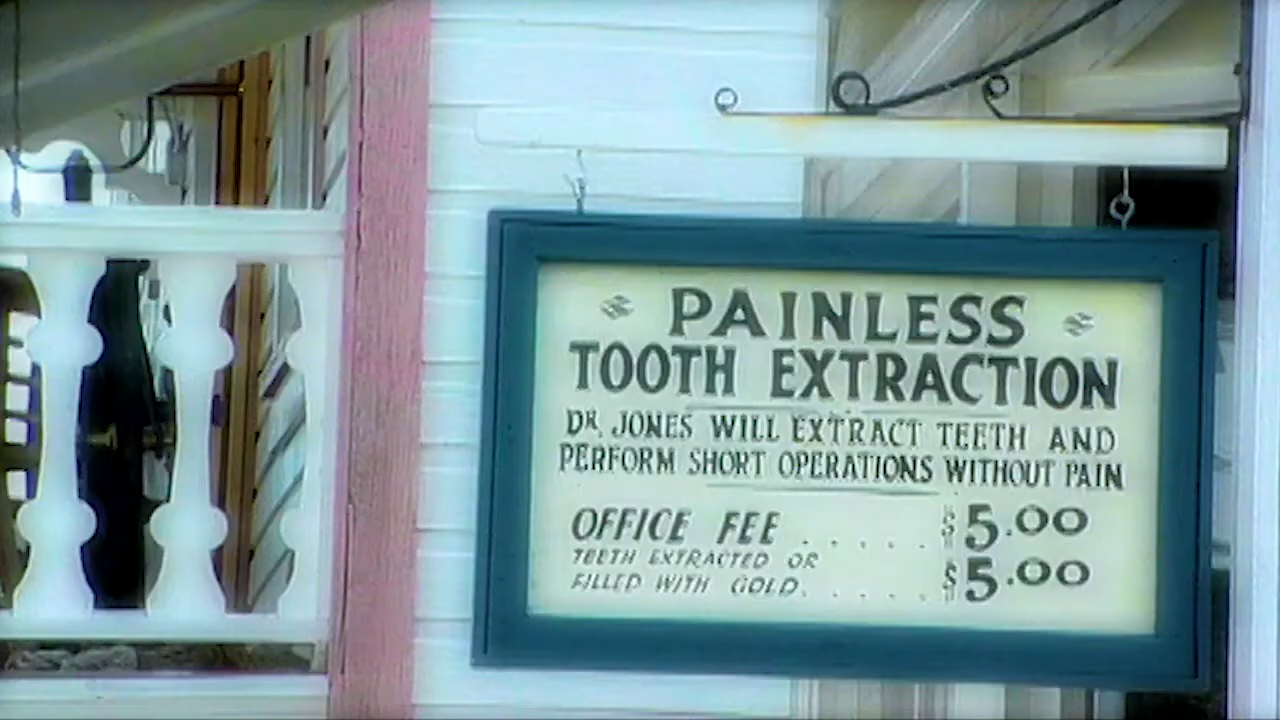 PAINLESS
TOOTH EXTRACTION
DR. JONES WILL EXTRACT TEETH AND
PERFORM SHORT OPERATIONS WITHOUT PAIN
OFFICE FEE . . . . . $5.00
TEETH EXTRACTED OR
FILLED WITH GOLD. . . . . $5.00